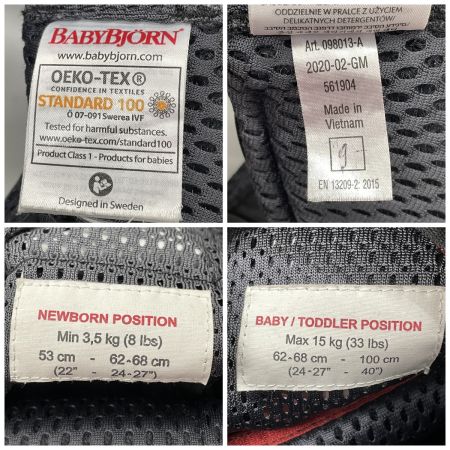 BABYBJÖRN
www.babybjorn.com
OEKO-TEX®
CONFIDENCE IN TEXTILES
STANDARD 100
Ö 07-091 Swerea IVF
Tested for harmful substances.
www.oeko-tex.com/standard100
Product Class 1 - Products for babies
Designed in Sweden
ODDZIELNIE W PRALCE Z UŻYCIEM
DELIKATNYCH DETERGENTÓW
Art. 098013-A
2020-02-GM
561904
Made in
Vietnam
9
EN 13209-2: 2015
NEWBORN POSITION
Min 3,5 kg (8 lbs)
53 cm - 62-68 cm
(22" - 24-27")
BABY / TODDLER POSITION
Max 15 kg (33 lbs)
62-68 cm - 100 cm
(24-27" - 40")